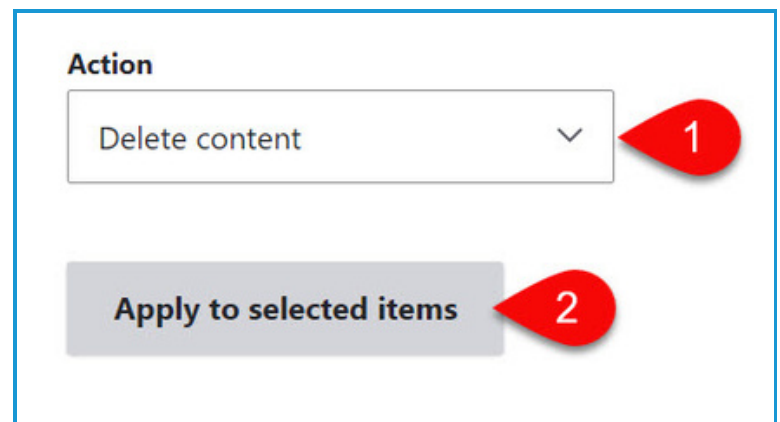 Action
Delete content
1
Apply to selected items
2